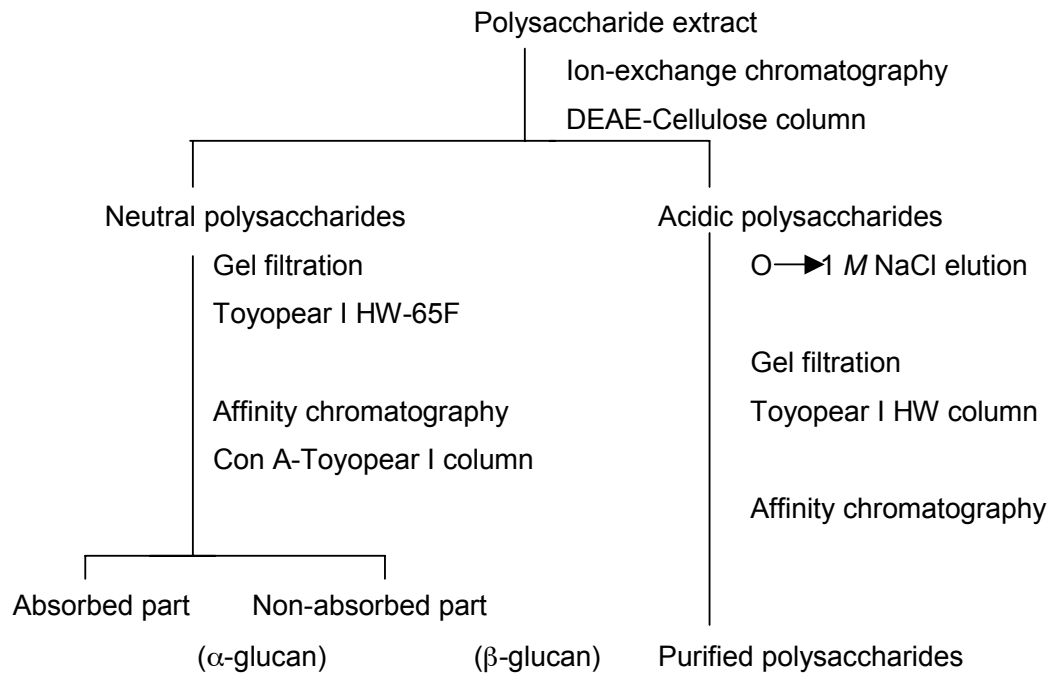 Polysaccharide extract
Ion-exchange chromatography
DEAE-Cellulose column
Neutral polysaccharides
Gel filtration
Toyopear l HW-65F
Affinity chromatography
Con A-Toyopear l column
Absorbed part
Non-absorbed part
(α-glucan)
(β-glucan)
Acidic polysaccharides
O→1 M NaCl elution
Gel filtration
Toyopear l HW column
Affinity chromatography
Purified polysaccharides